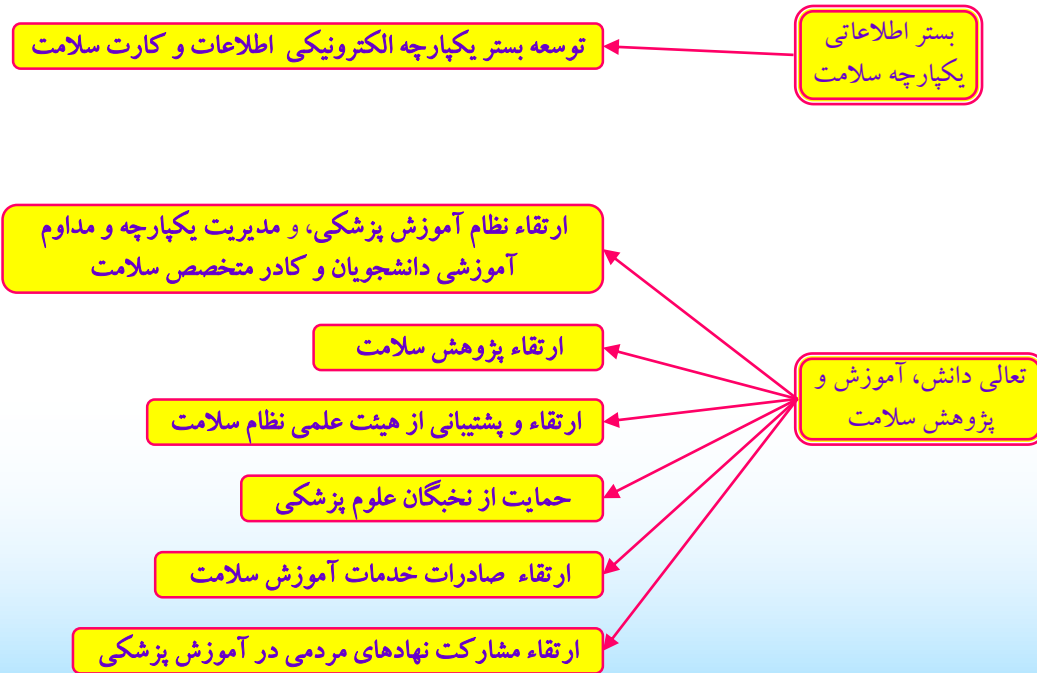 بستر اطلاعاتی
یکپارچه سلامت
توسعه بستر یکپارچه الکترونیکی اطلاعات و کارت سلامت
تعالی دانش، آموزش و
پژوهش سلامت
ارتقاء نظام آموزش پزشکی، و مدیریت یکپارچه و مداوم
آموزشی دانشجویان و کادر متخصص سلامت
ارتقاء پژوهش سلامت
ارتقاء و پشتیبانی از هیئت علمی نظام سلامت
حمایت از نخبگان علوم پزشکی
ارتقاء صادرات خدمات آموزش سلامت
ارتقاء مشارکت نهادهای مردمی در آموزش پزشکی